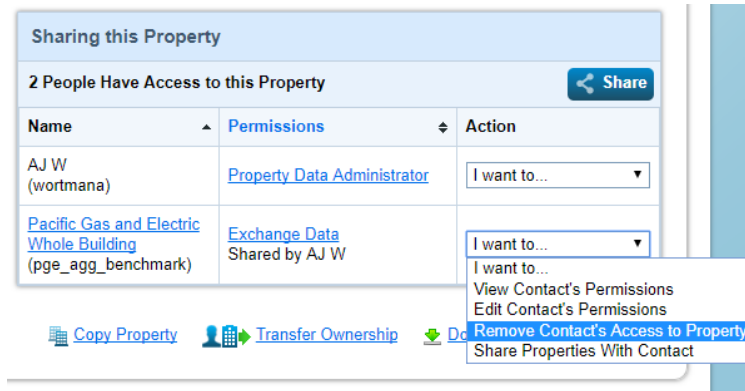 Sharing this Property
2 People Have Access to this Property
Share
Name
Permissions
Action
AJ W
(wortmana)
Property Data Administrator
I want to...
Pacific Gas and Electric
Whole Building
(pge_agg_benchmark)
Exchange Data
Shared by AJ W
I want to...
I want to...
View Contact's Permissions
Edit Contact's Permissions
Remove Contact's Access to Property
Share Properties With Contact
Copy Property
Transfer Ownership